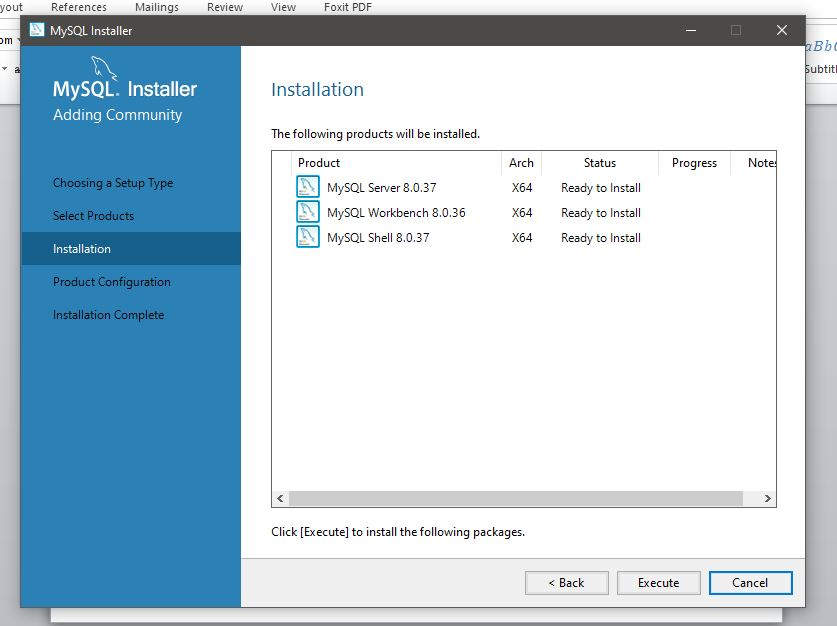 yout References Mailings Review View Foxit PDF
MySQL Installer
MySQL. Installer
Adding Community
Choosing a Setup Type
Select Products
Installation
Product Configuration
Installation Complete
Installation
The following products will be installed.
Product Arch Status Progress Notes
MySQL Server 8.0.37 X64 Ready to Install
MySQL Workbench 8.0.36 X64 Ready to Install
MySQL Shell 8.0.37 X64 Ready to Install
Click [Execute] to install the following packages.
< Back Execute Cancel
om
aBb
Subtitl